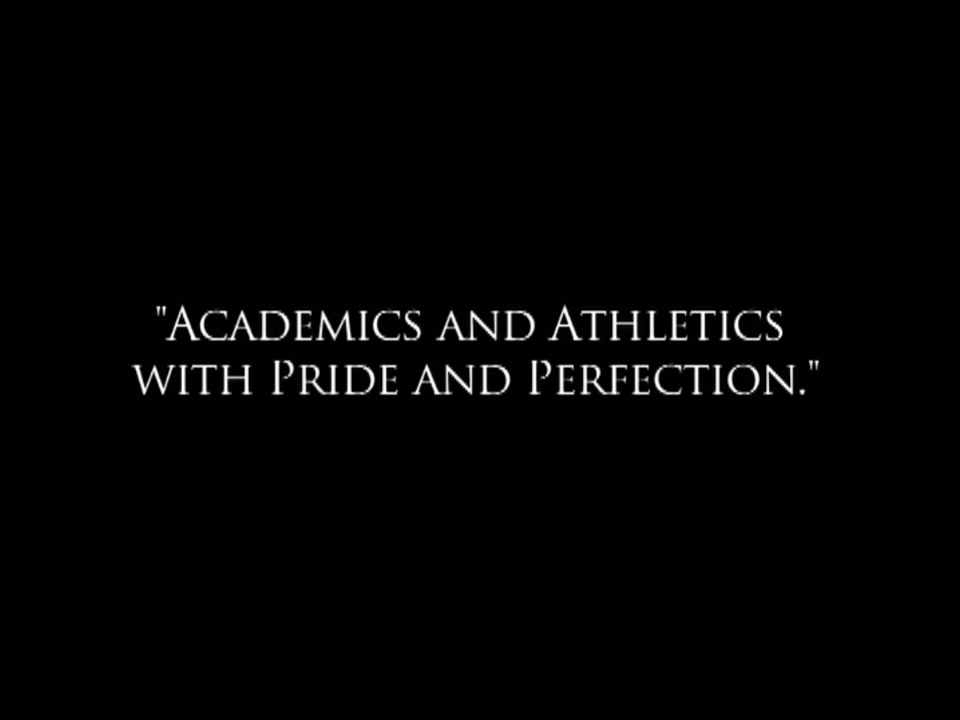 "Academics and Athletics
with Pride and Perfection."